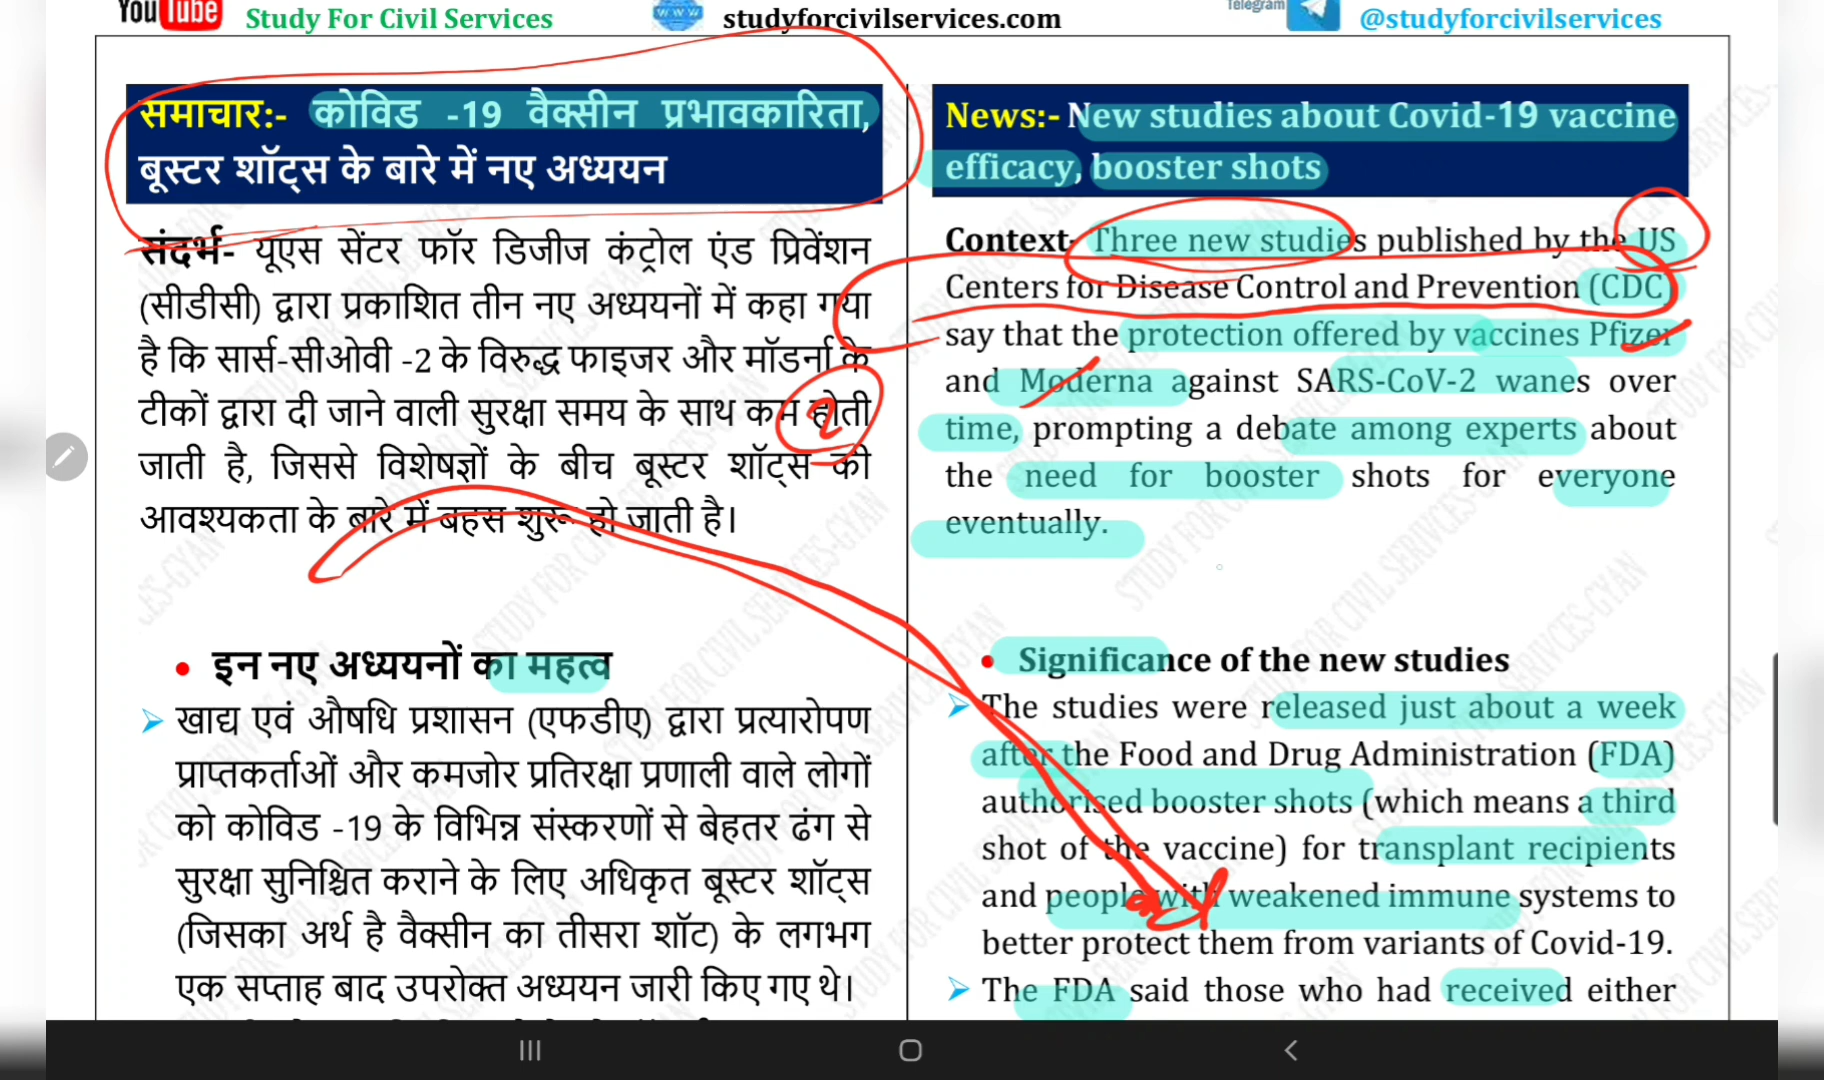 You Tube Study For Civil Services studyforcivilservices.com Telegram @studyforcivilservices
समाचार:- कोविड -19 वैक्सीन प्रभावकारिता,
बूस्टर शॉट्स के बारे में नए अध्ययन
संदर्भ- यूएस सेंटर फॉर डिजीज कंट्रोल एंड प्रिवेंशन
(सीडीसी) द्वारा प्रकाशित तीन नए अध्ययनों में कहा गया
है कि सार्स-सीओवी -2 के विरुद्ध फाइजर और मॉडर्ना के
टीकों द्वारा दी जाने वाली सुरक्षा समय के साथ कम होती
जाती है, जिससे विशेषज्ञों के बीच बूस्टर शॉट्स की
आवश्यकता के बारे में बहस शुरू हो जाती है।
2
• इन नए अध्ययनों का महत्व
➤ खाद्य एवं औषधि प्रशासन (एफडीए) द्वारा प्रत्यारोपण
प्राप्तकर्ताओं और कमजोर प्रतिरक्षा प्रणाली वाले लोगों
को कोविड -19 के विभिन्न संस्करणों से बेहतर ढंग से
सुरक्षा सुनिश्चित कराने के लिए अधिकृत बूस्टर शॉट्स
(जिसका अर्थ है वैक्सीन का तीसरा शॉट) के लगभग
एक सप्ताह बाद उपरोक्त अध्ययन जारी किए गए थे।
News:- New studies about Covid-19 vaccine
efficacy, booster shots
Context- Three new studies published by the US
Centers for Disease Control and Prevention (CDC)
say that the protection offered by vaccines Pfizer
and Moderna against SARS-CoV-2 wanes over
time, prompting a debate among experts about
the need for booster shots for everyone
eventually.
• Significance of the new studies
➤ The studies were released just about a week
after the Food and Drug Administration (FDA)
authorised booster shots (which means a third
shot of the vaccine) for transplant recipients
and people with weakened immune systems to
better protect them from variants of Covid-19.
➤ The FDA said those who had received either